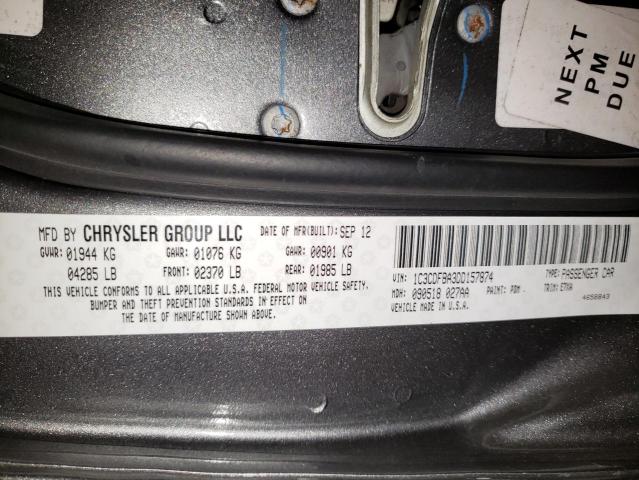 NEXT
PM
DUE
MFD BY CHRYSLER GROUP LLC
DATE OF MFR(BUILT): SEP 12
GVWR: 01944 KG GAWR: 01076 KG GAWR: 00901 KG
04285 LB FRONT: 02370 LB REAR: 01985 LB
THIS VEHICLE CONFORMS TO ALL APPLICABLE U.S.A. FEDERAL MOTOR VEHICLE SAFETY,
BUMPER AND THEFT PREVENTION STANDARDS IN EFFECT ON
THE DATE OF MANUFACTURE SHOWN ABOVE.
VIN: 1C3CDFBA3DD157874 TYPE: PASSENGER CAR
MDH: 090518 027AA PAINT: PDM TRIM: E7XA
VEHICLE MADE IN U.S.A. 4658843